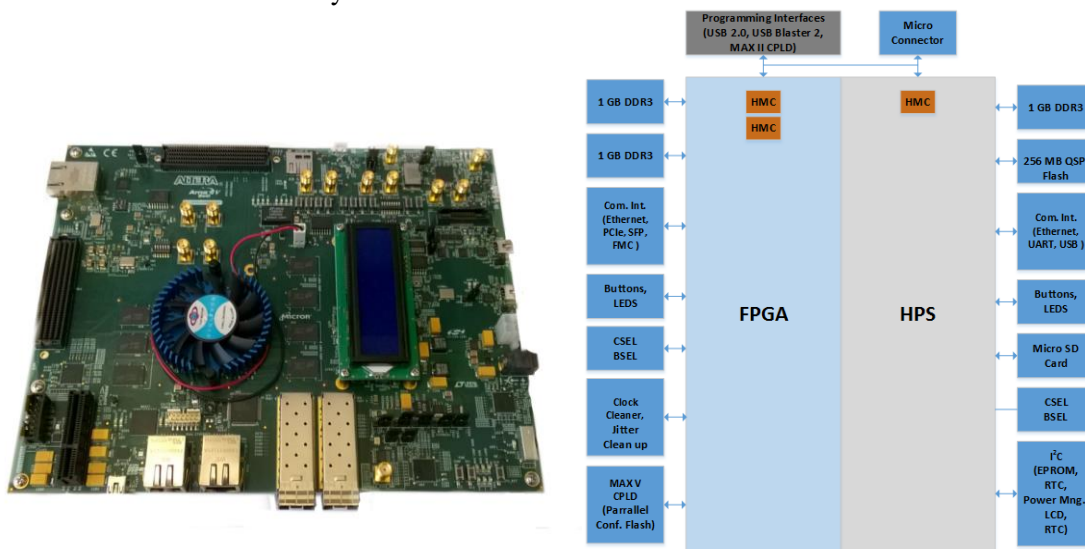 ALTERA
Arria V
MICRON
Programming Interfaces
(USB 2.0, USB Blaster 2,
MAX II CPLD)
Micro
Connector
1 GB DDR3
1 GB DDR3
Com. Int.
(Ethernet,
PCIe, SFP,
FMC )
Buttons,
LEDS
CSEL
BSEL
Clock
Cleaner,
Jitter
Clean up
MAX V
CPLD
(Parrallel
Conf. Flash)
HMC
HMC
FPGA
HMC
HPS
1 GB DDR3
256 MB QSPI
Flash
Com. Int.
(Ethernet,
UART, USB )
Buttons,
LEDS
Micro SD
Card
CSEL
BSEL
I²C
(EPROM,
RTC,
Power Mng.
LCD,
RTC)